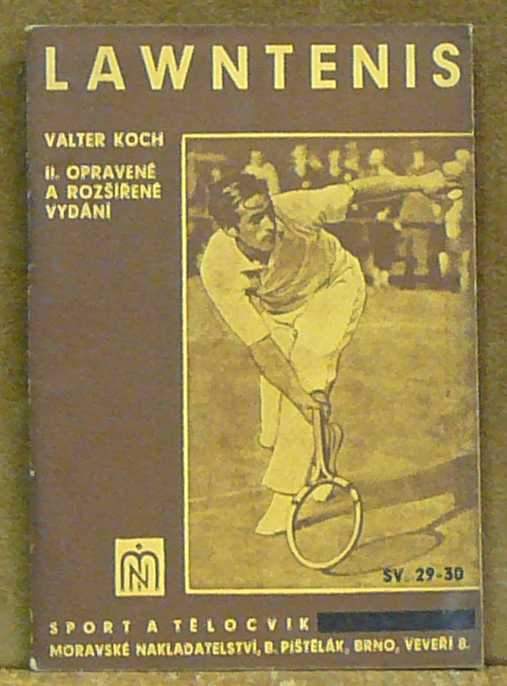 LAWNTENIS
VALTER KOCH
II. OPRAVENÉ
A ROZŠÍŘENÉ
VYDÁNÍ
SV. 29-30
SPORT A TĚLOCVIK
MORAVSKÉ NAKLADATELSTVÍ, B. PIŠTĚLÁK, BRNO, VEVEŘÍ 8.